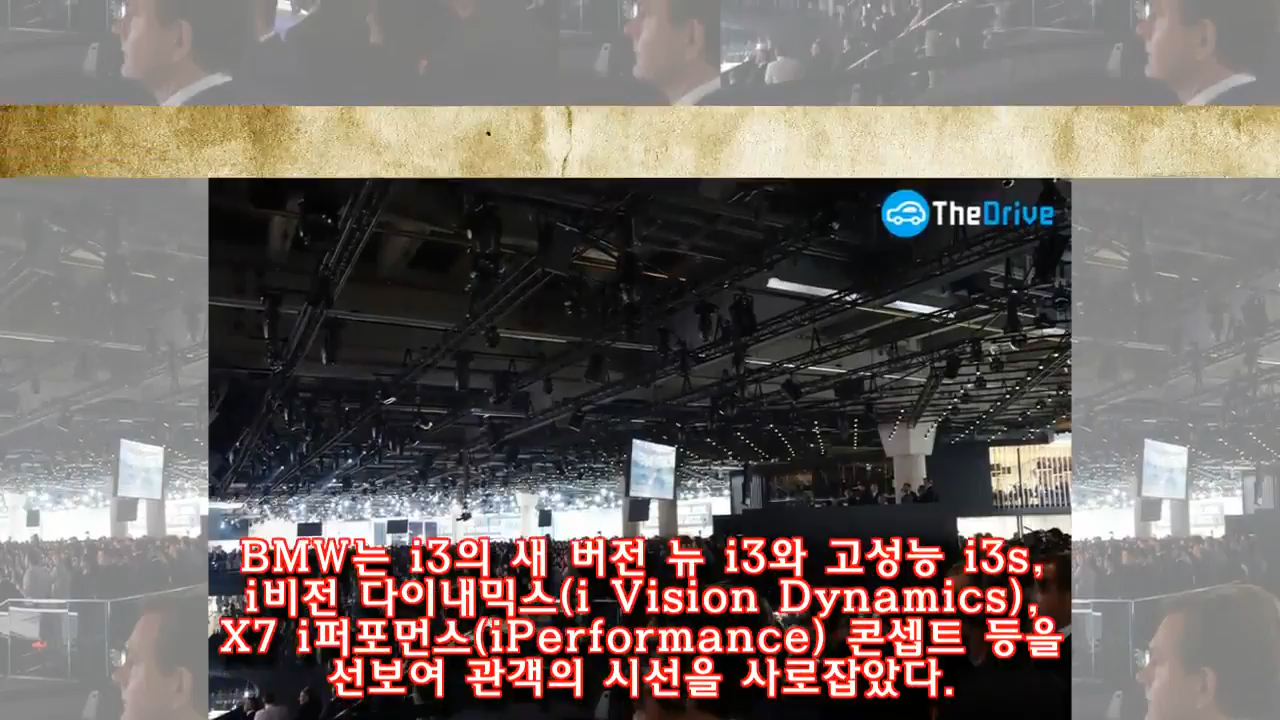 TheDrive
BMW는 i3의 새 버전 뉴 i3와 고성능 i3s,
i비전 다이내믹스(i Vision Dynamics),
X7 i퍼포먼스(iPerformance) 콘셉트 등을
선보여 관객의 시선을 사로잡았다.